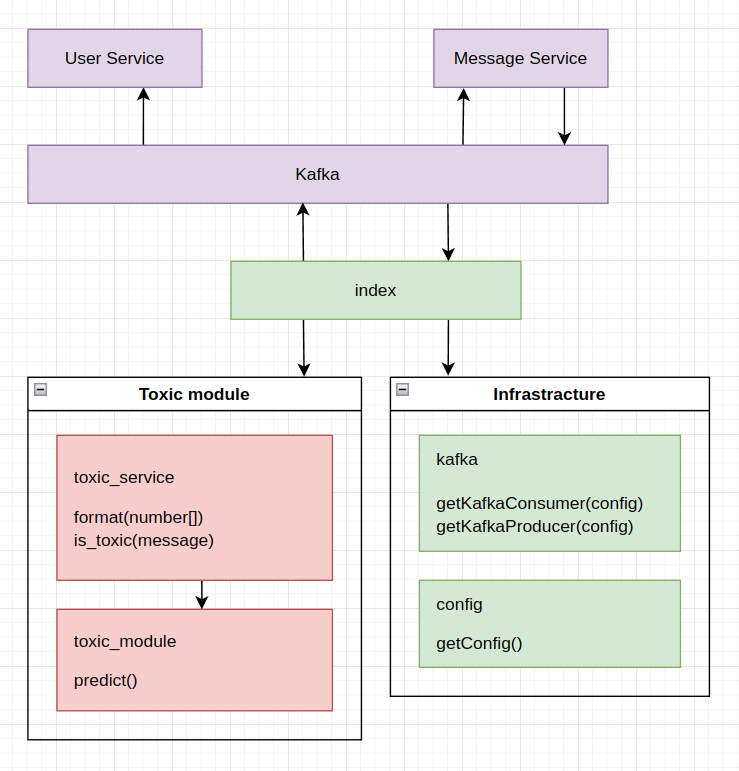 User Service
Message Service
Kafka
index
Toxic module
toxic_service
format(number[])
is_toxic(message)
toxic_module
predict()
Infrastracture
kafka
getKafkaConsumer(config)
getKafkaProducer(config)
config
getConfig()